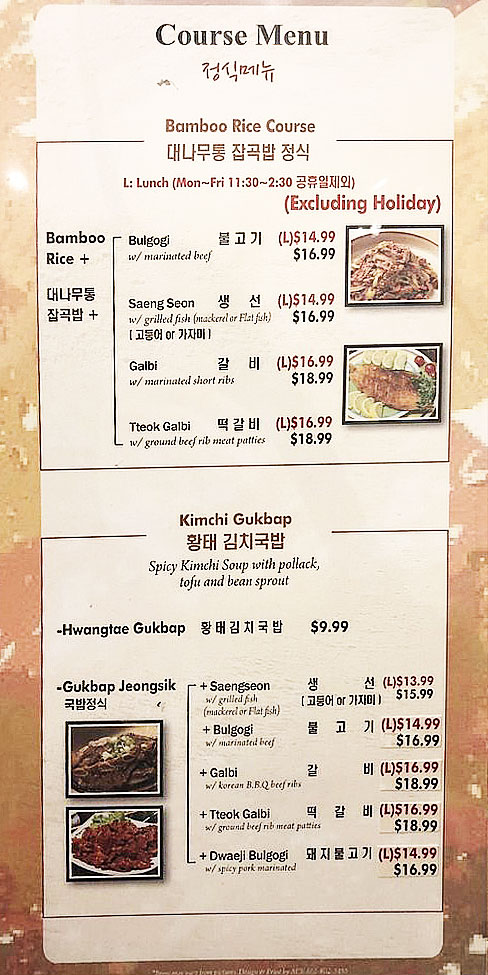 Course Menu
정식메뉴
Bamboo Rice Course
대나무통 잡곡밥 정식
L: Lunch (Mon~Fri 11:30~2:30 공휴일제외)
(Excluding Holiday)
Bamboo
Rice +
대나무통
잡곡밥 +
Bulgogi 불고기 (L)$14.99
w/ marinated beef $16.99
Saeng Seon 생 선 (L)$14.99
w/ grilled fish (mackerel or Flat fish) $16.99
(고등어 or 가자미)
Galbi 갈 비 (L)$16.99
w/ marinated short ribs $18.99
Tteok Galbi 떡갈비 (L)$16.99
w/ ground beef rib meat patties $18.99
Kimchi Gukbap
황태 김치국밥
Spicy Kimchi Soup with pollack,
tofu and bean sprout
-Hwangtae Gukbap 황태김치국밥 $9.99
-Gukbap Jeongsik
국밥정식
+ Saengseon 생 선 (L)$13.99
w/ grilled fish (고등어 or 가자미) $15.99
(mackerel or Flat fish)
+ Bulgogi 불 고 기 (L)$14.99
w/ marinated beef $16.99
+ Galbi 갈 비 (L)$16.99
w/ korean B.B.Q beef ribs $18.99
+ Tteok Galbi 떡 갈 비 (L)$16.99
w/ ground beef rib meat patties $18.99
+ Dwaeji Bulgogi 돼지불고기 (L)$14.99
w/ spicy pork marinated $16.99